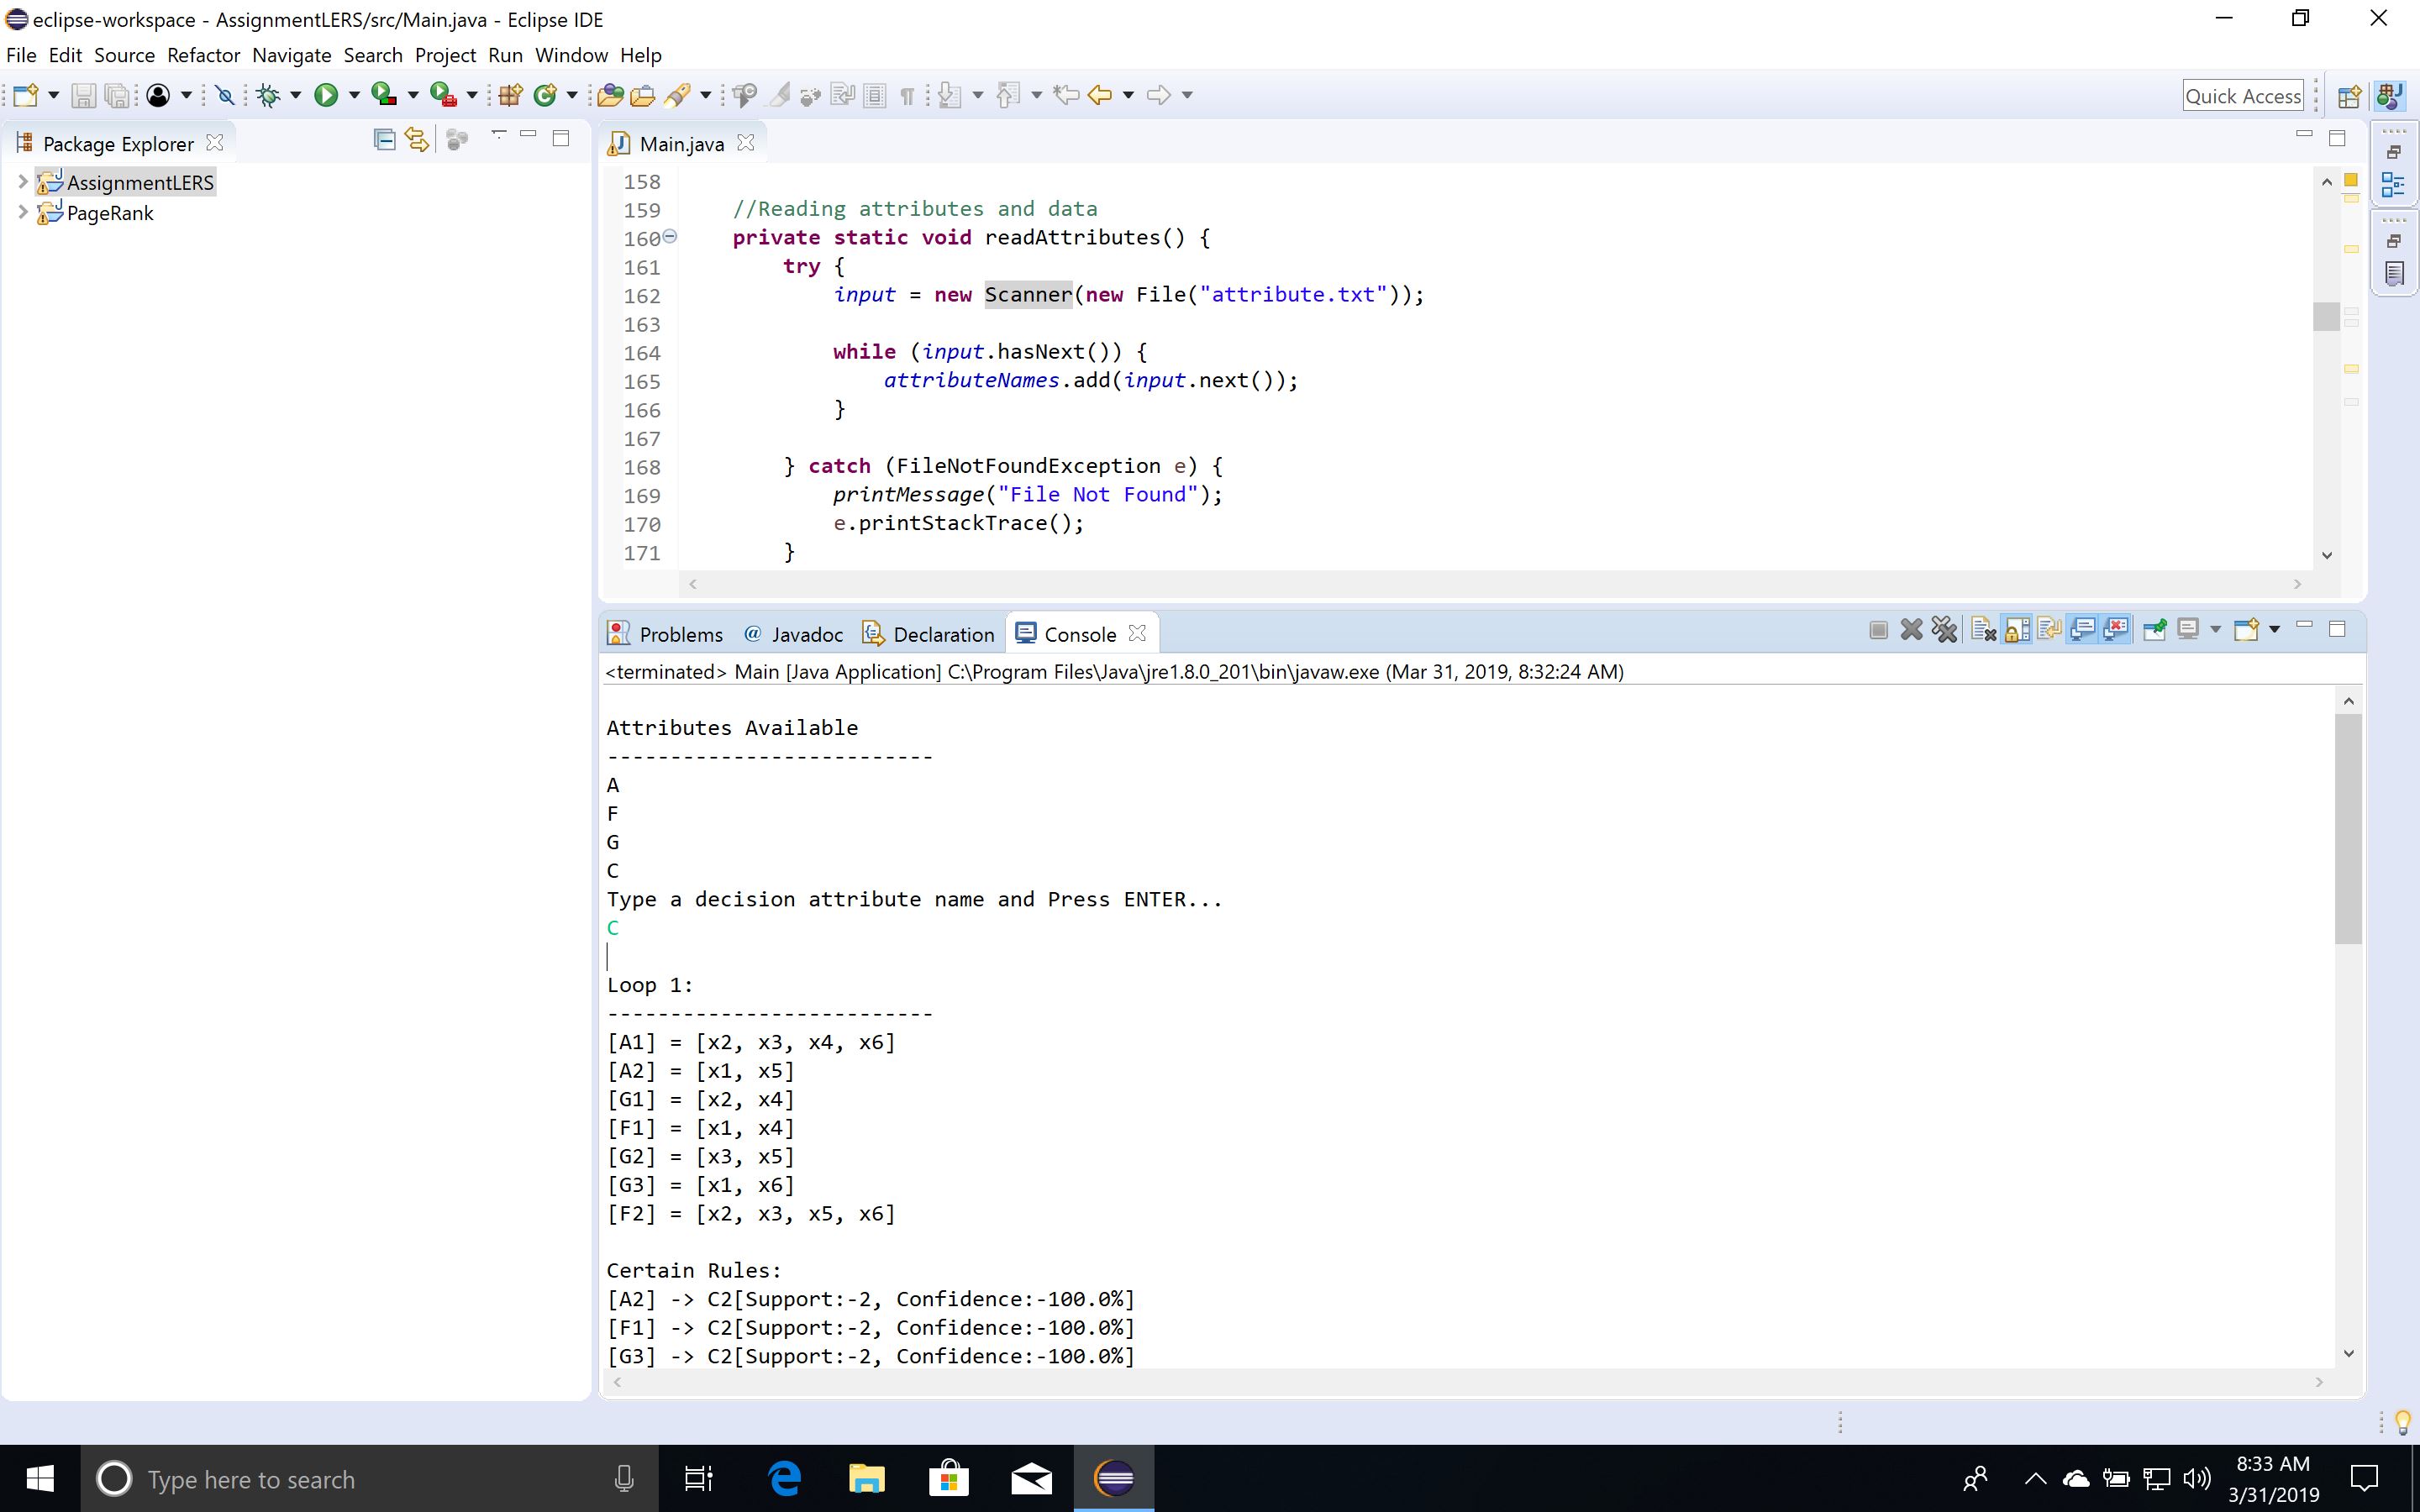 eclipse-workspace - AssignmentLERS/src/Main.java - Eclipse IDE
File Edit Source Refactor Navigate Search Project Run Window Help
Quick Access
Package Explorer
AssignmentLERS
PageRank
Main.java
158
159 //Reading attributes and data
160 private static void readAttributes() {
161 try {
162 input = new Scanner(new File("attribute.txt"));
163
164 while (input.hasNext()) {
165 attributeNames.add(input.next());
166 }
167
168 } catch (FileNotFoundException e) {
169 printMessage("File Not Found");
170 e.printStackTrace();
171 }
Problems @ Javadoc Declaration Console
<terminated> Main [Java Application] C:\Program Files\Java\jre1.8.0_201\bin\javaw.exe (Mar 31, 2019, 8:32:24 AM)
Attributes Available
--------------------------
A
F
G
C
Type a decision attribute name and Press ENTER...
C
Loop 1:
--------------------------
[A1] = [x2, x3, x4, x6]
[A2] = [x1, x5]
[G1] = [x2, x4]
[F1] = [x1, x4]
[G2] = [x3, x5]
[G3] = [x1, x6]
[F2] = [x2, x3, x5, x6]
Certain Rules:
[A2] -> C2[Support:-2, Confidence:-100.0%]
[F1] -> C2[Support:-2, Confidence:-100.0%]
[G3] -> C2[Support:-2, Confidence:-100.0%]
Type here to search
8:33 AM
3/31/2019